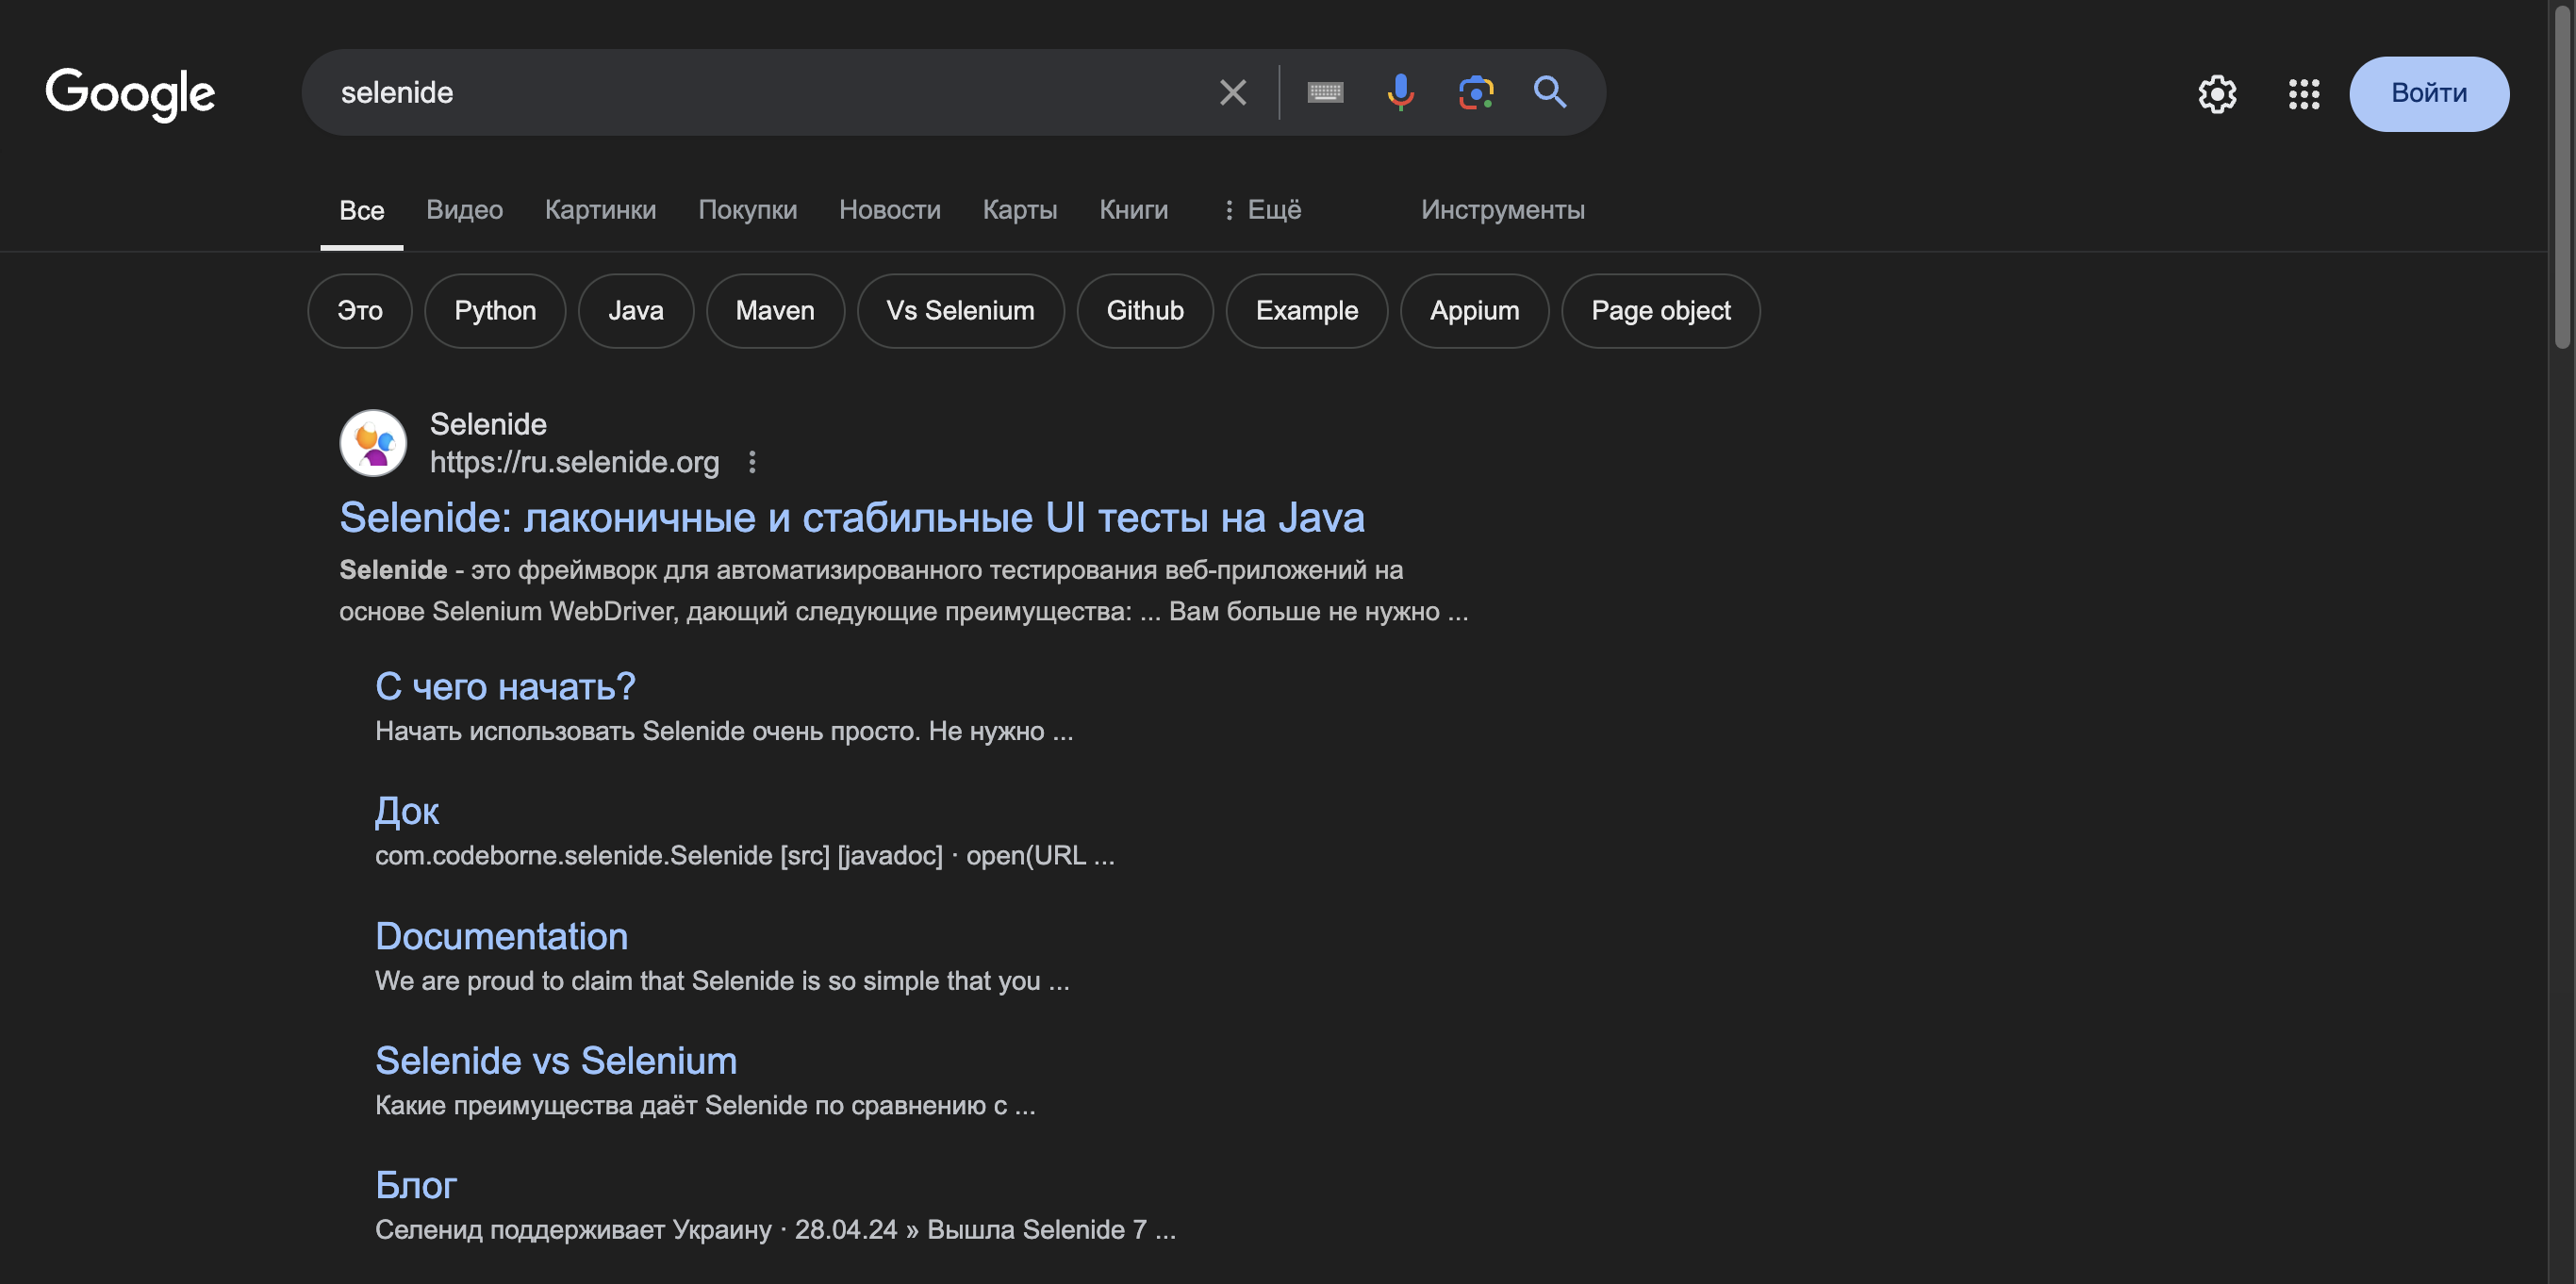 Google
selenide
Войти
Все Видео Картинки Покупки Новости Карты Книги Ещё Инструменты
Это Python Java Maven Vs Selenium Github Example Appium Page object
Selenide
https://ru.selenide.org
Selenide: лаконичные и стабильные UI тесты на Java
Selenide - это фреймворк для автоматизированного тестирования веб-приложений на
основе Selenium WebDriver, дающий следующие преимущества: ... Вам больше не нужно ...
С чего начать?
Начать использовать Selenide очень просто. Не нужно ...
Док
com.codeborne.selenide.Selenide [src] [javadoc] · open(URL ...
Documentation
We are proud to claim that Selenide is so simple that you ...
Selenide vs Selenium
Какие преимущества даёт Selenide по сравнению с ...
Блог
Селенид поддерживает Украину · 28.04.24 » Вышла Selenide 7 ...